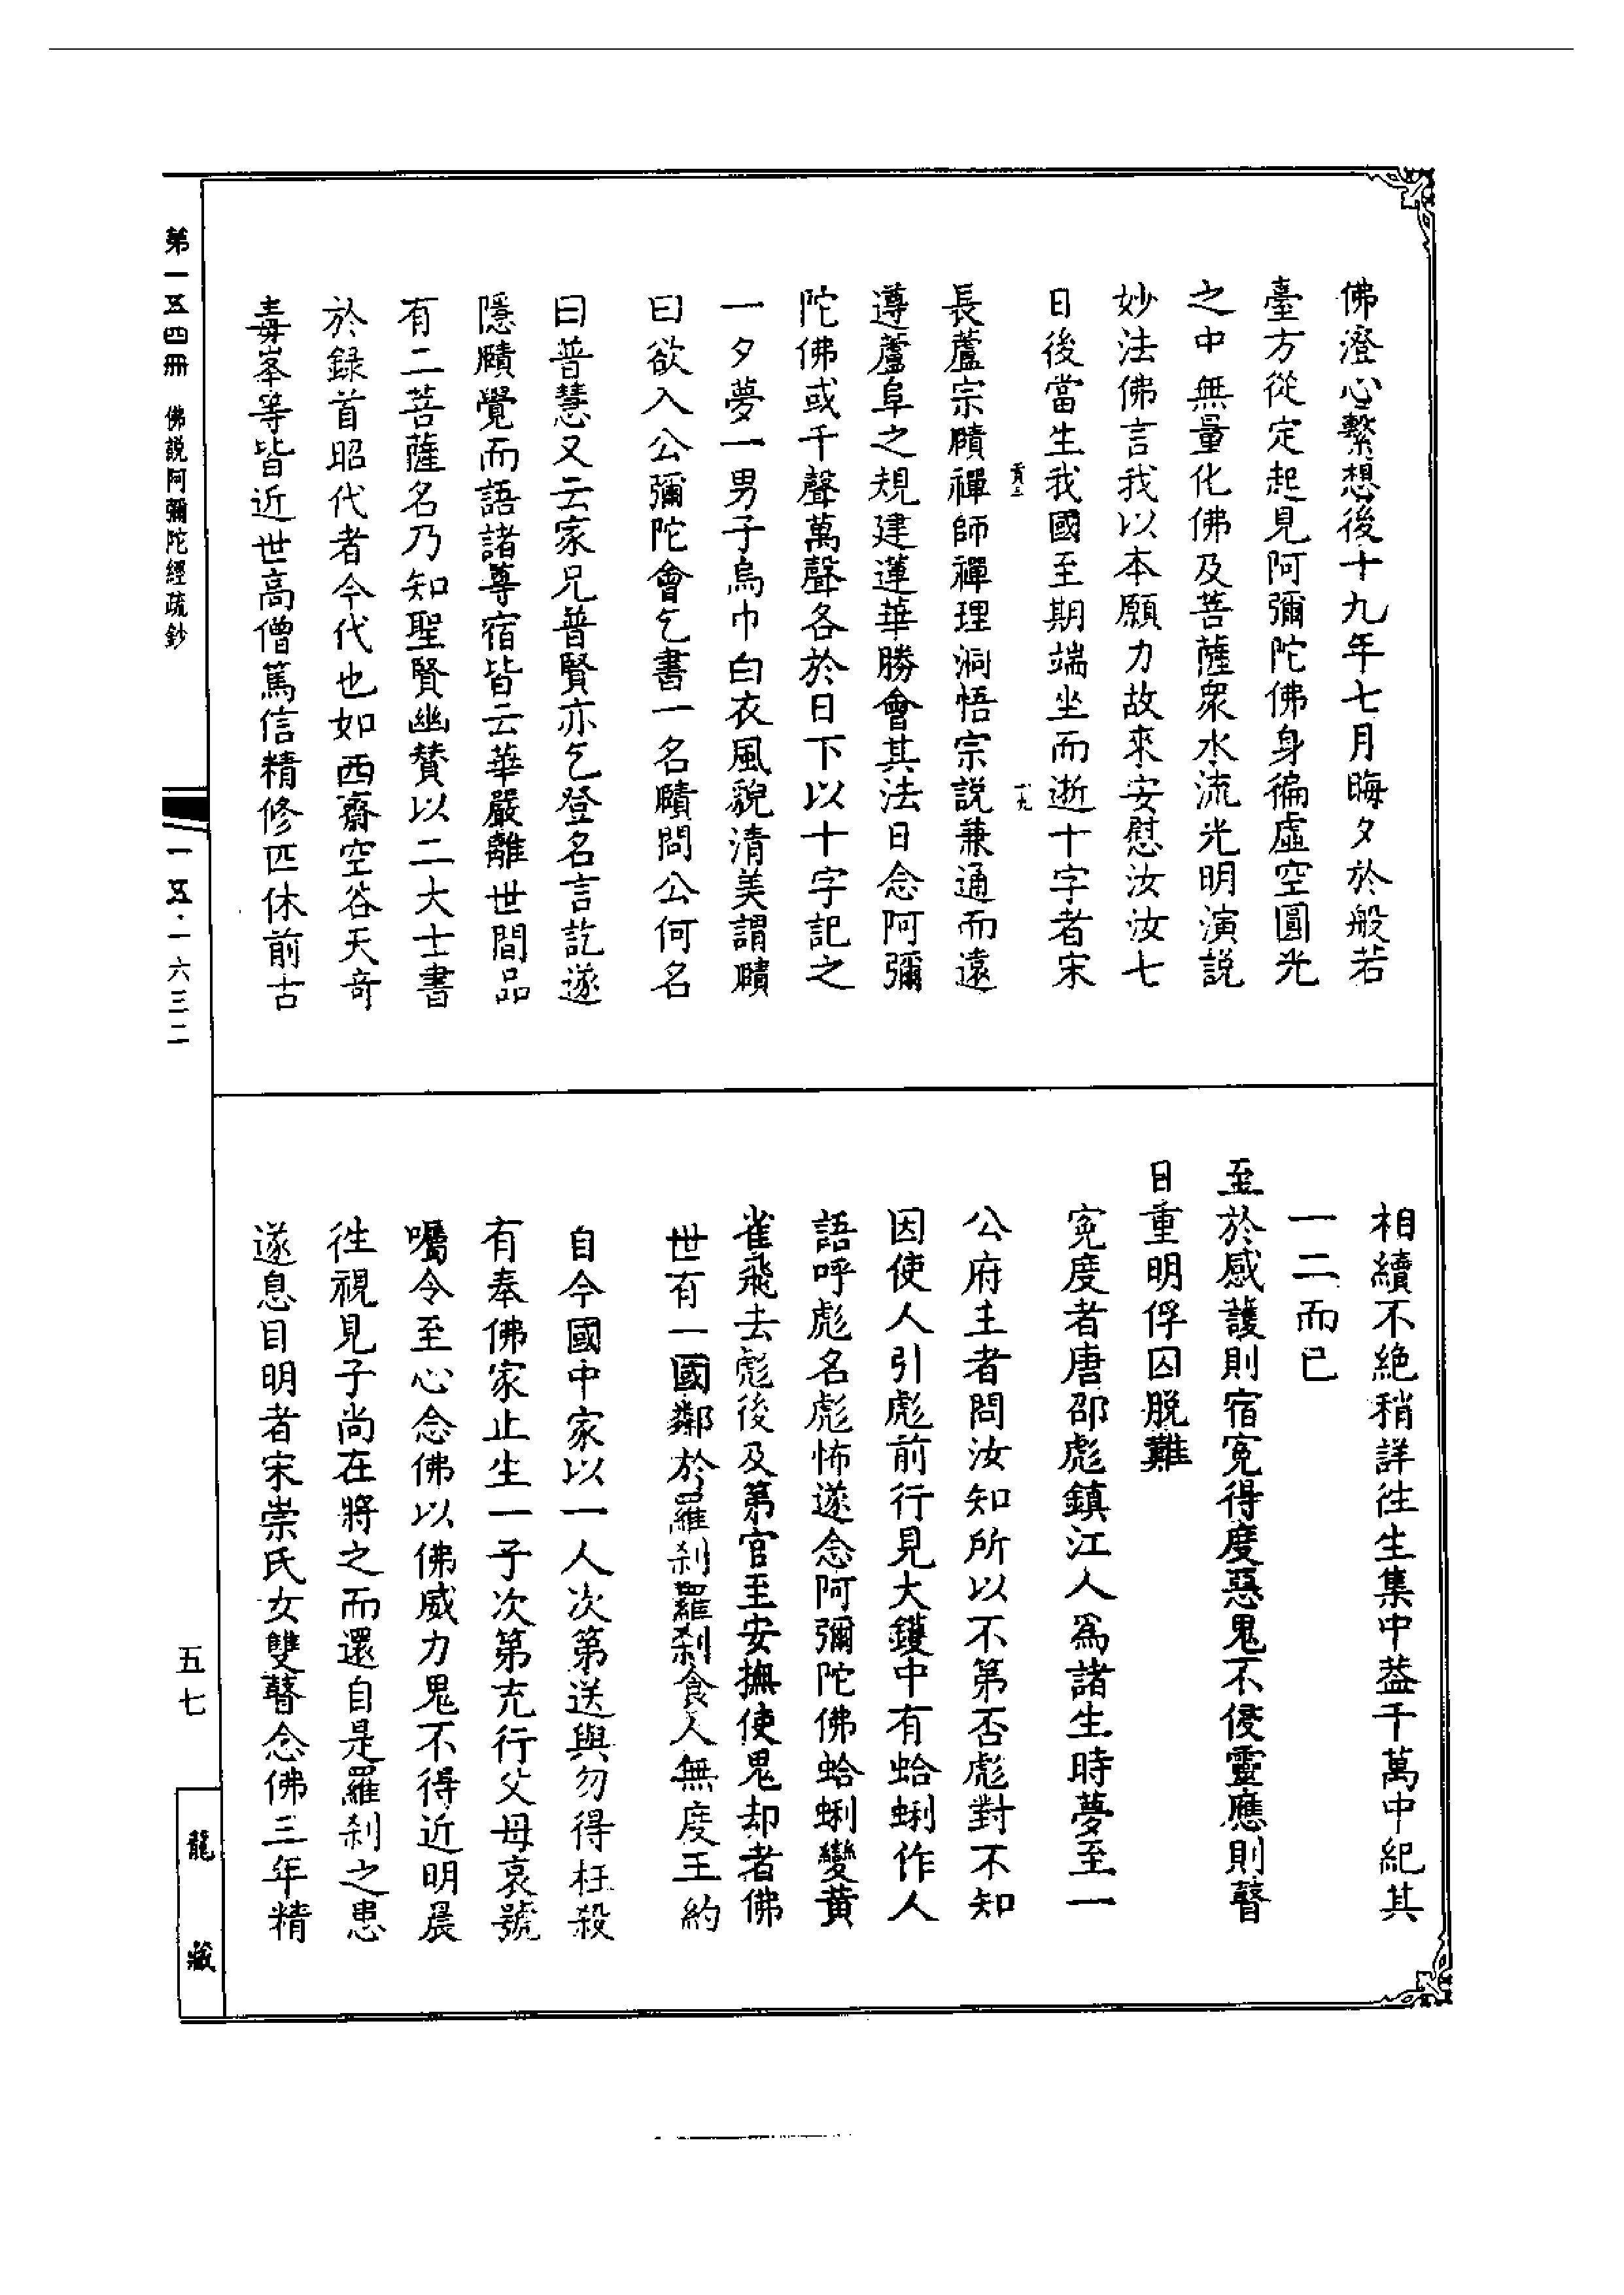 佛澄心繫想後十九年七月晦夕於般若
臺方從定起見阿彌陀佛身徧虛空圓光
之中無量化佛及菩薩衆水流光明演説
妙法佛言我以本願力故來安慰汝汝七
日後當生我國至期端坐而逝十字者宋
長蘆宗賾禪師禪理洞悟宗説兼通而遠
遵廬阜之規建蓮華勝會其法日念阿彌
陀佛或千聲萬聲各於日下以十字記之
一夕夢一男子烏巾白衣風貌清美謂賾
曰欲入公彌陀會乞書一名賾問公何名
曰普慧又云家兄普賢亦乞登名言訖遂
隱賾覺而語諸尊宿皆云華嚴離世間品
有二菩薩名乃知聖賢幽贊以二大士書
於録首昭代者今代也如西齋空谷天竒
毒峯等皆近世高僧篤信精修匹休前古
相續不絶稍詳徃生集中葢千萬中紀其
一二而已
至於感護則宿寃得度惡鬼不侵靈應則瞽
目重明俘囚脱難
寃度者唐邵彪鎮江人爲諸生時夢至一
公府主者問汝知所以不第否彪對不知
因使人引彪前行見大鑊中有蛤蜊作人
語呼彪名彪怖遂念阿彌陀佛蛤蜊變黄
雀飛去彪後及第官至安撫使鬼却者佛
世有一國鄰於羅刹羅刹食人無度王約
自今國中家以一人次第送與勿得枉殺
有奉佛家止生一子次第充行父母哀號
囑令至心念佛以佛威力鬼不得近明晨
徃視見子尚在將之而還自是羅刹之患
遂息目明者宋崇氏女雙瞽念佛三年精
第一五四冊 佛説阿彌陀經疏鈔
一五·一六三二
五七
龍藏